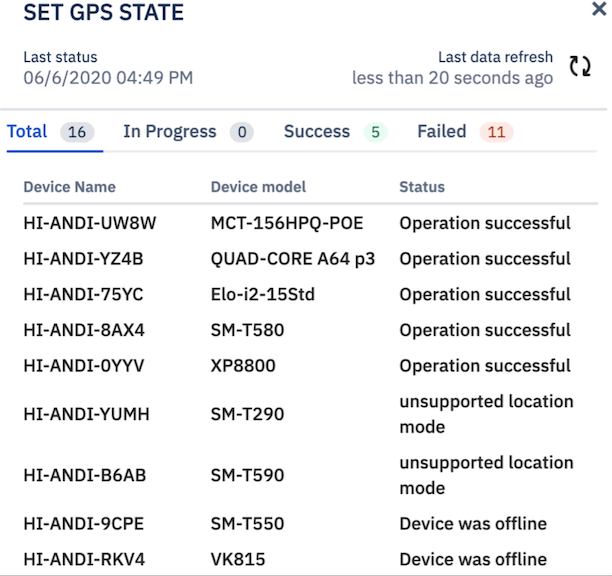 SET GPS STATE
Last status
06/6/2020 04:49 PM
Last data refresh
less than 20 seconds ago
Total 16 In Progress 0 Success 5 Failed 11
Device Name Device model Status
HI-ANDI-UW8W MCT-156HPQ-POE Operation successful
HI-ANDI-YZ4B QUAD-CORE A64 p3 Operation successful
HI-ANDI-75YC Elo-i2-15Std Operation successful
HI-ANDI-8AX4 SM-T580 Operation successful
HI-ANDI-0YYV XP8800 Operation successful
HI-ANDI-YUMH SM-T290 unsupported location
mode
HI-ANDI-B6AB SM-T590 unsupported location
mode
HI-ANDI-9CPE SM-T550 Device was offline
HI-ANDI-RKV4 VK815 Device was offline